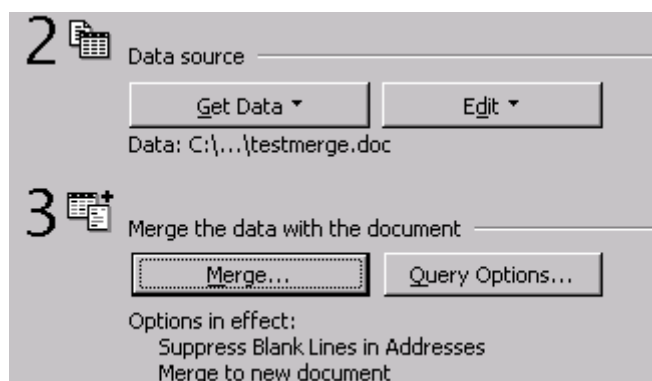 2 Data source
Get Data Edit
Data: C:\...\testmerge.doc
3 Merge the data with the document
Merge... Query Options...
Options in effect:
Suppress Blank Lines in Addresses
Merge to new document